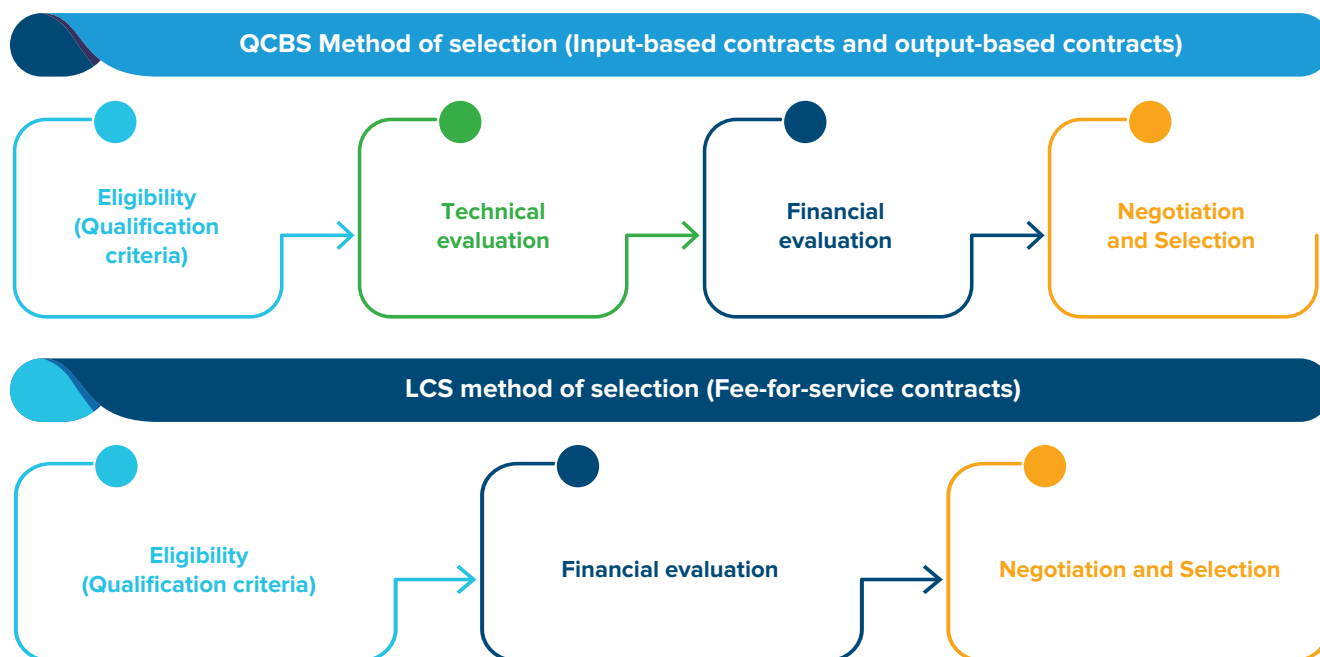 QCBS Method of selection (Input-based contracts and output-based contracts)
Eligibility
(Qualification
criteria)
Technical
evaluation
Financial
evaluation
Negotiation
and Selection
LCS method of selection (Fee-for-service contracts)
Eligibility
(Qualification criteria)
Financial evaluation
Negotiation and Selection